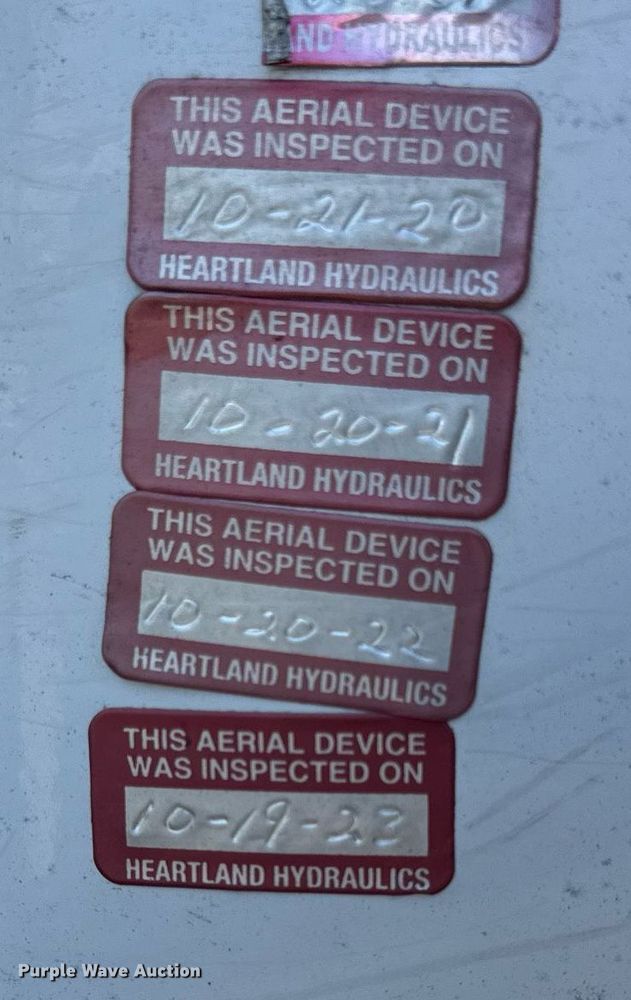 AND HYDRAULICS
THIS AERIAL DEVICE
WAS INSPECTED ON
10-21-20
HEARTLAND HYDRAULICS
THIS AERIAL DEVICE
WAS INSPECTED ON
10-20-21
HEARTLAND HYDRAULICS
THIS AERIAL DEVICE
WAS INSPECTED ON
10-20-22
HEARTLAND HYDRAULICS
THIS AERIAL DEVICE
WAS INSPECTED ON
10-19-23
HEARTLAND HYDRAULICS
Purple Wave Auction